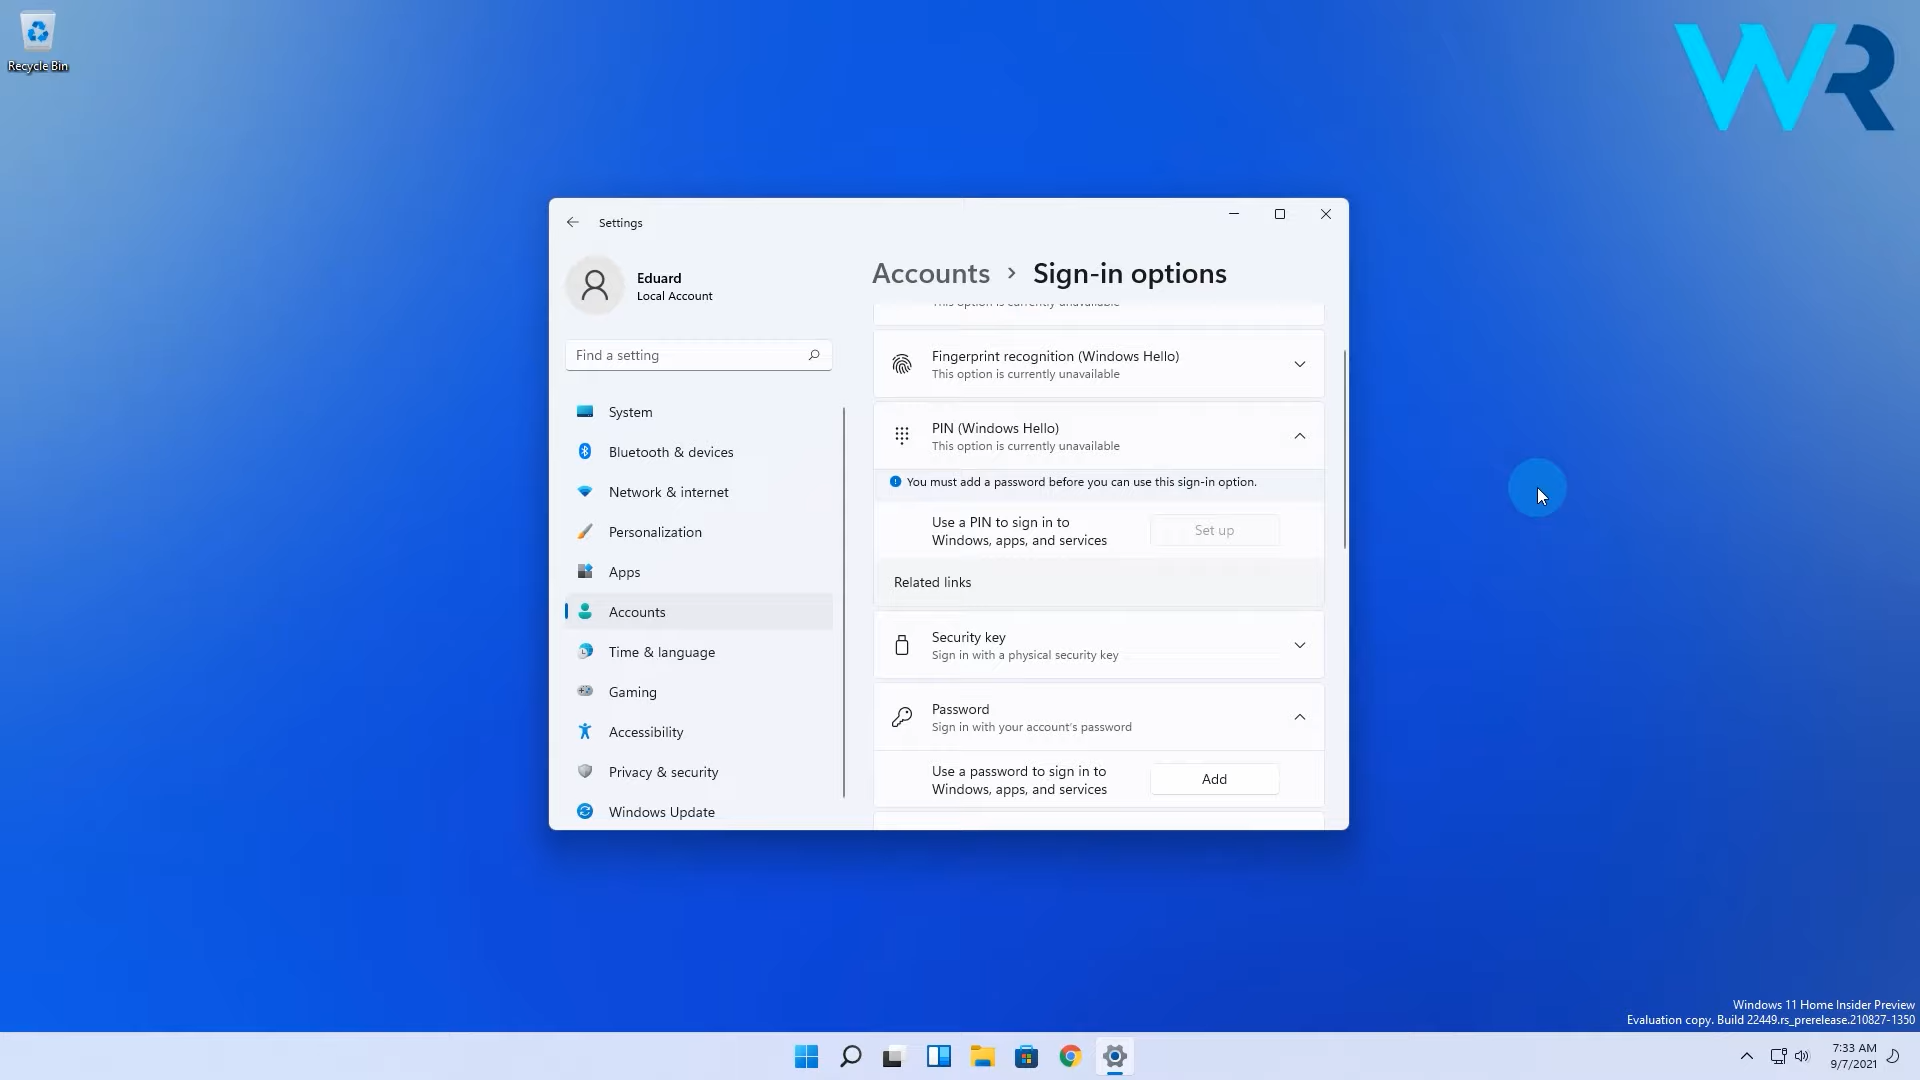 Recycle Bin
WR
Settings
Eduard
Local Account
Find a setting
System
Bluetooth & devices
Network & internet
Personalization
Apps
Accounts
Time & language
Gaming
Accessibility
Privacy & security
Windows Update
Accounts > Sign-in options
This option is currently unavailable
Fingerprint recognition (Windows Hello)
This option is currently unavailable
PIN (Windows Hello)
This option is currently unavailable
You must add a password before you can use this sign-in option.
Use a PIN to sign in to
Windows, apps, and services
Set up
Related links
Security key
Sign in with a physical security key
Password
Sign in with your account's password
Use a password to sign in to
Windows, apps, and services
Add
Windows 11 Home Insider Preview
Evaluation copy. Build 22449.rs_prerelease.210827-1350
7:33 AM
9/7/2021